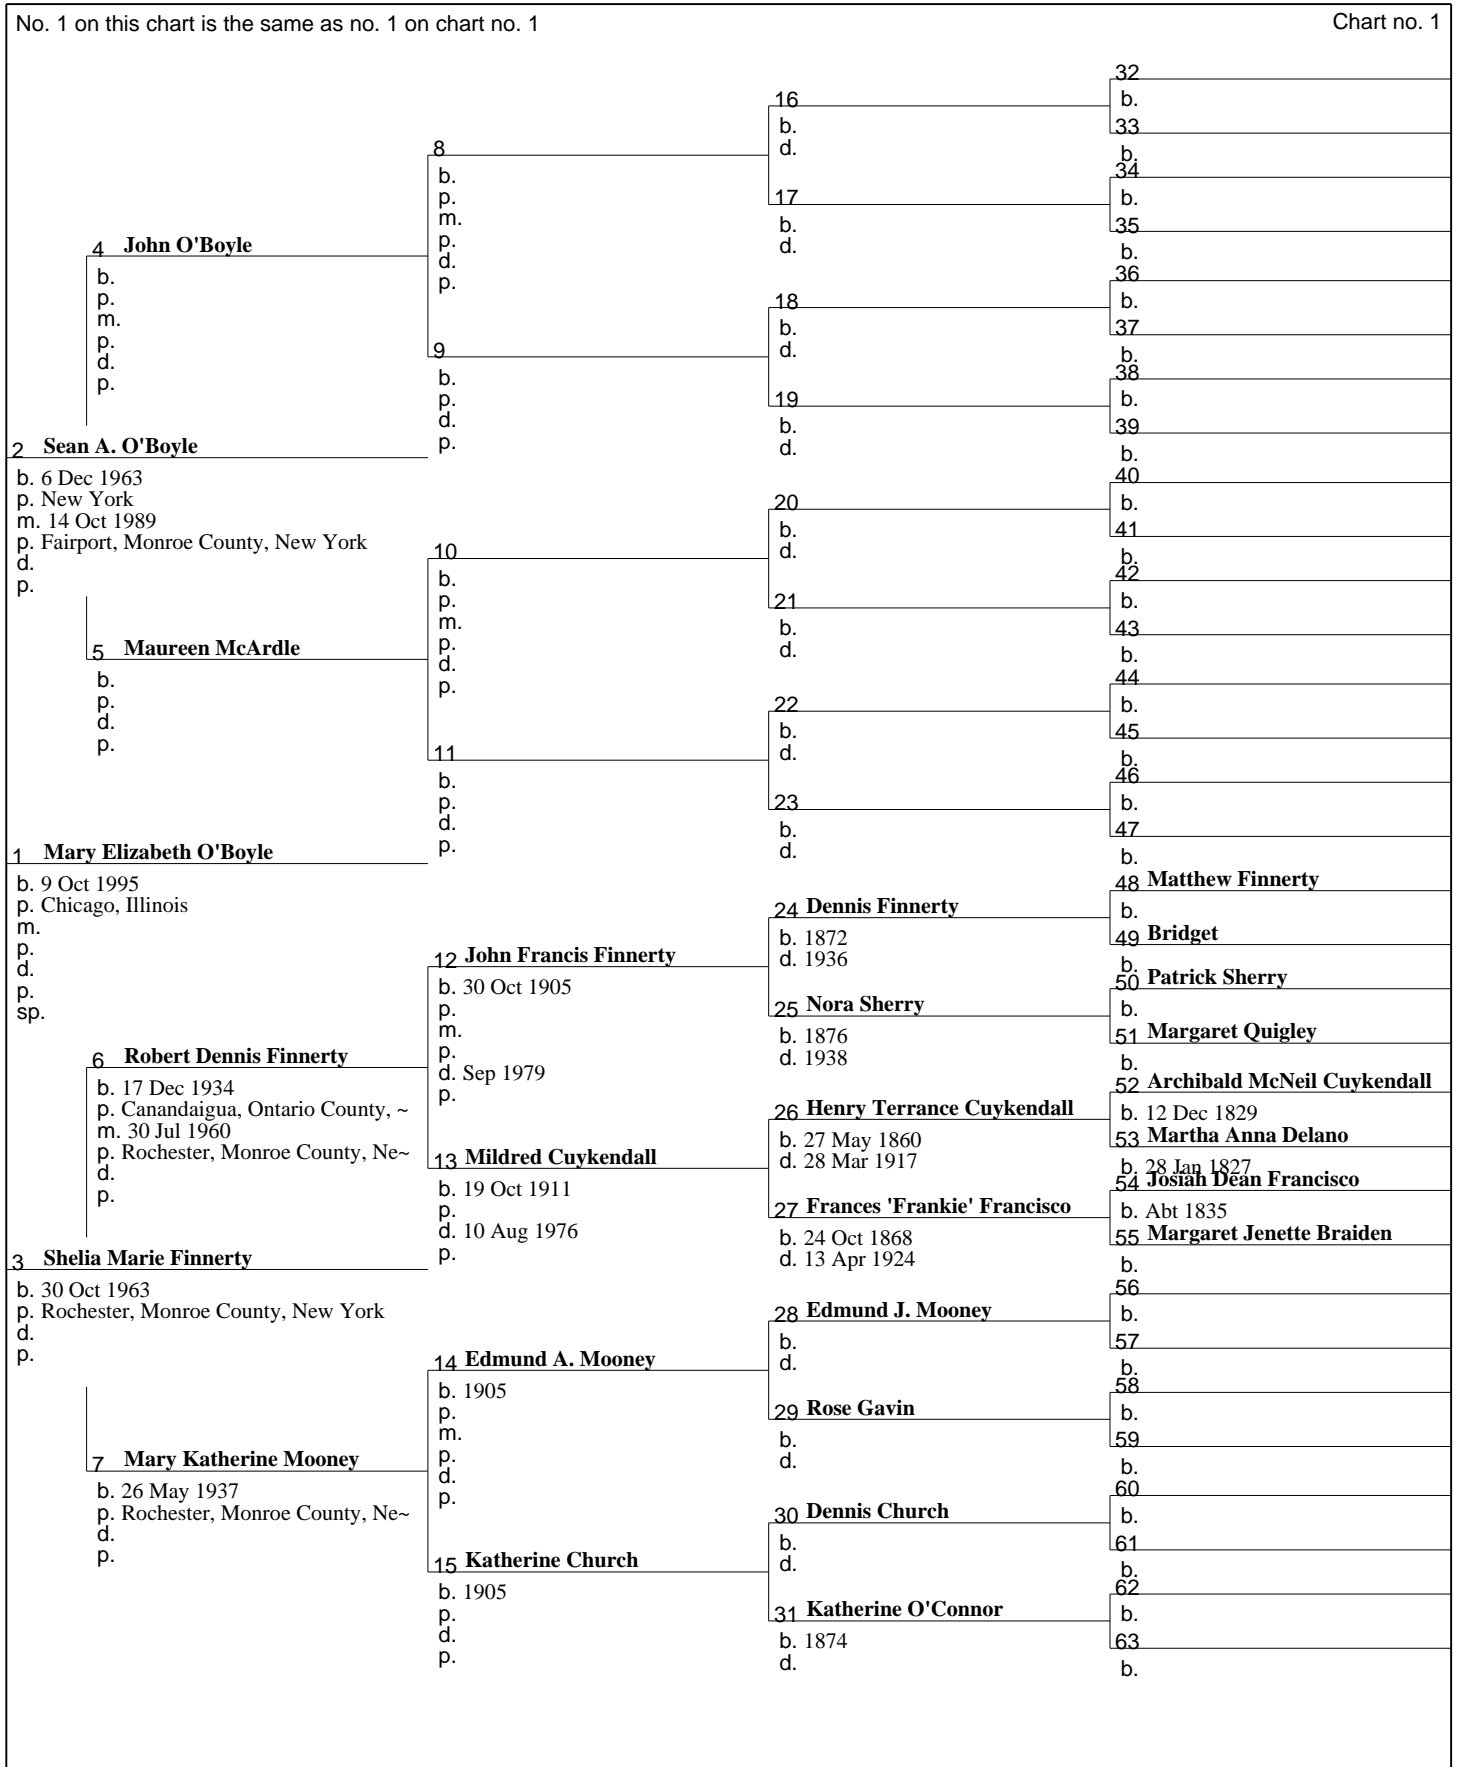 No. 1 on this chart is the same as no. 1 on chart no. 1
Chart no. 1
2 Sean A. O'Boyle
b. 6 Dec 1963
p. New York
m. 14 Oct 1989
p. Fairport, Monroe County, New York
d.
p.
1 Mary Elizabeth O'Boyle
b. 9 Oct 1995
p. Chicago, Illinois
m.
p.
d.
p.
sp.
3 Shelia Marie Finnerty
b. 30 Oct 1963
p. Rochester, Monroe County, New York
d.
p.
4 John O'Boyle
b.
p.
m.
p.
d.
p.
5 Maureen McArdle
b.
p.
d.
p.
6 Robert Dennis Finnerty
b. 17 Dec 1934
p. Canandaigua, Ontario County, ~
m. 30 Jul 1960
p. Rochester, Monroe County, Ne~
d.
p.
7 Mary Katherine Mooney
b. 26 May 1937
p. Rochester, Monroe County, Ne~
d.
p.
8
b.
p.
m.
p.
d.
p.
9
b.
p.
d.
p.
10
b.
p.
m.
p.
d.
p.
11
b.
p.
d.
p.
12 John Francis Finnerty
b. 30 Oct 1905
p.
m.
p.
d. Sep 1979
p.
13 Mildred Cuykendall
b. 19 Oct 1911
p.
d. 10 Aug 1976
p.
14 Edmund A. Mooney
b. 1905
p.
m.
p.
d.
p.
15 Katherine Church
b. 1905
p.
d.
p.
16
b.
d.
17
b.
d.
18
b.
d.
19
b.
d.
20
b.
d.
21
b.
d.
22
b.
d.
23
b.
d.
24 Dennis Finnerty
b. 1872
d. 1936
25 Nora Sherry
b. 1876
d. 1938
26 Henry Terrance Cuykendall
b. 27 May 1860
d. 28 Mar 1917
27 Frances 'Frankie' Francisco
b. 24 Oct 1868
d. 13 Apr 1924
28 Edmund J. Mooney
b.
d.
29 Rose Gavin
b.
d.
30 Dennis Church
b.
d.
31 Katherine O'Connor
b. 1874
d.
32
b.
33
b.
34
b.
35
b.
36
b.
37
b.
38
b.
39
b.
40
b.
41
b.
42
b.
43
b.
44
b.
45
b.
46
b.
47
b.
48 Matthew Finnerty
b.
49 Bridget
b.
50 Patrick Sherry
b.
51 Margaret Quigley
b.
52 Archibald McNeil Cuykendall
b. 12 Dec 1829
53 Martha Anna Delano
b. 28 Jan 1827
54 Josiah Dean Francisco
b. Abt 1835
55 Margaret Jenette Braiden
b.
56
b.
57
b.
58
b.
59
b.
60
b.
61
b.
62
b.
63
b.